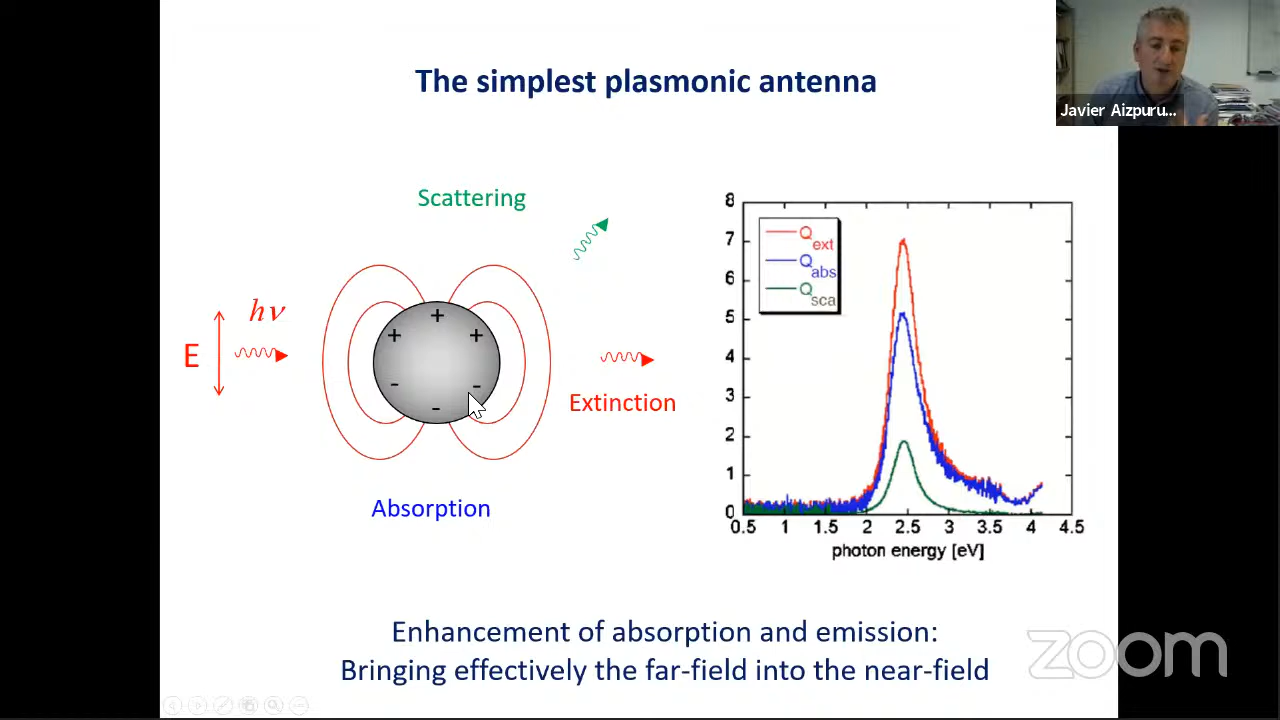 The simplest plasmonic antenna
Javier Aizpuru...
Scattering
hν
E
+
+ +
- -
-
Extinction
Absorption
8
7
6
5
4
3
2
1
0
Q ext
Q abs
Q sca
0.5 1 1.5 2 2.5 3 3.5 4 4.5
photon energy [eV]
Enhancement of absorption and emission:
Bringing effectively the far-field into the near-field
zoom